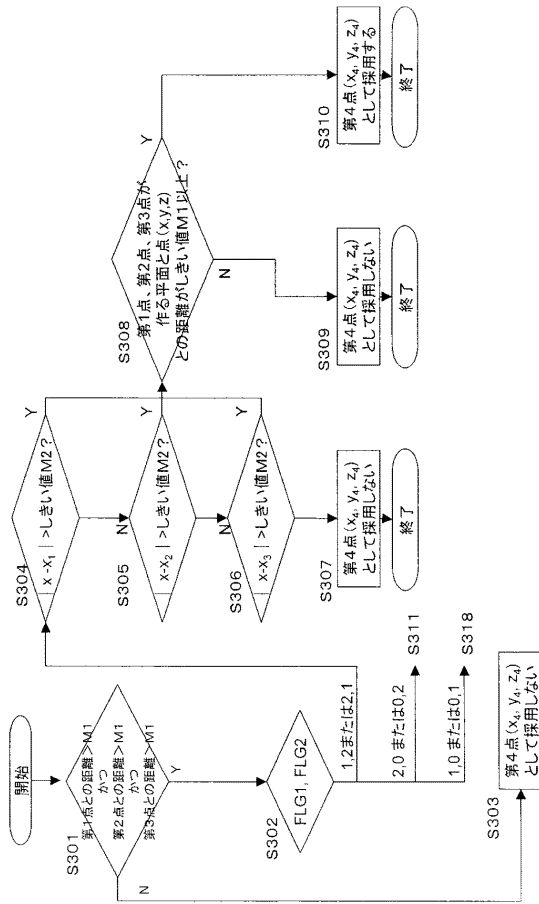 開始
S301
第1点との距離>M1
かつ
第2点との距離>M1
かつ
第3点との距離>M1
Y
N
S302
FLG1, FLG2
1,2または2,1
2,0 または0,2
S311
1,0 または0,1
S318
S303
第4点(x₄, y₄, z₄)
として採用しない
S304
| x-x₁ | >しきい値M2?
Y
N
S305
| x-x₂ | >しきい値M2?
Y
N
S306
| x-x₃ | >しきい値M2?
Y
S307
第4点(x₄, y₄, z₄)
として採用しない
終了
S308
第1点、第2点、第3点が
作る平面と点(x,y,z)
との距離がしきい値M1以上?
Y
N
S309
第4点(x₄, y₄, z₄)
として採用しない
終了
S310
第4点(x₄, y₄, z₄)
として採用する
終了